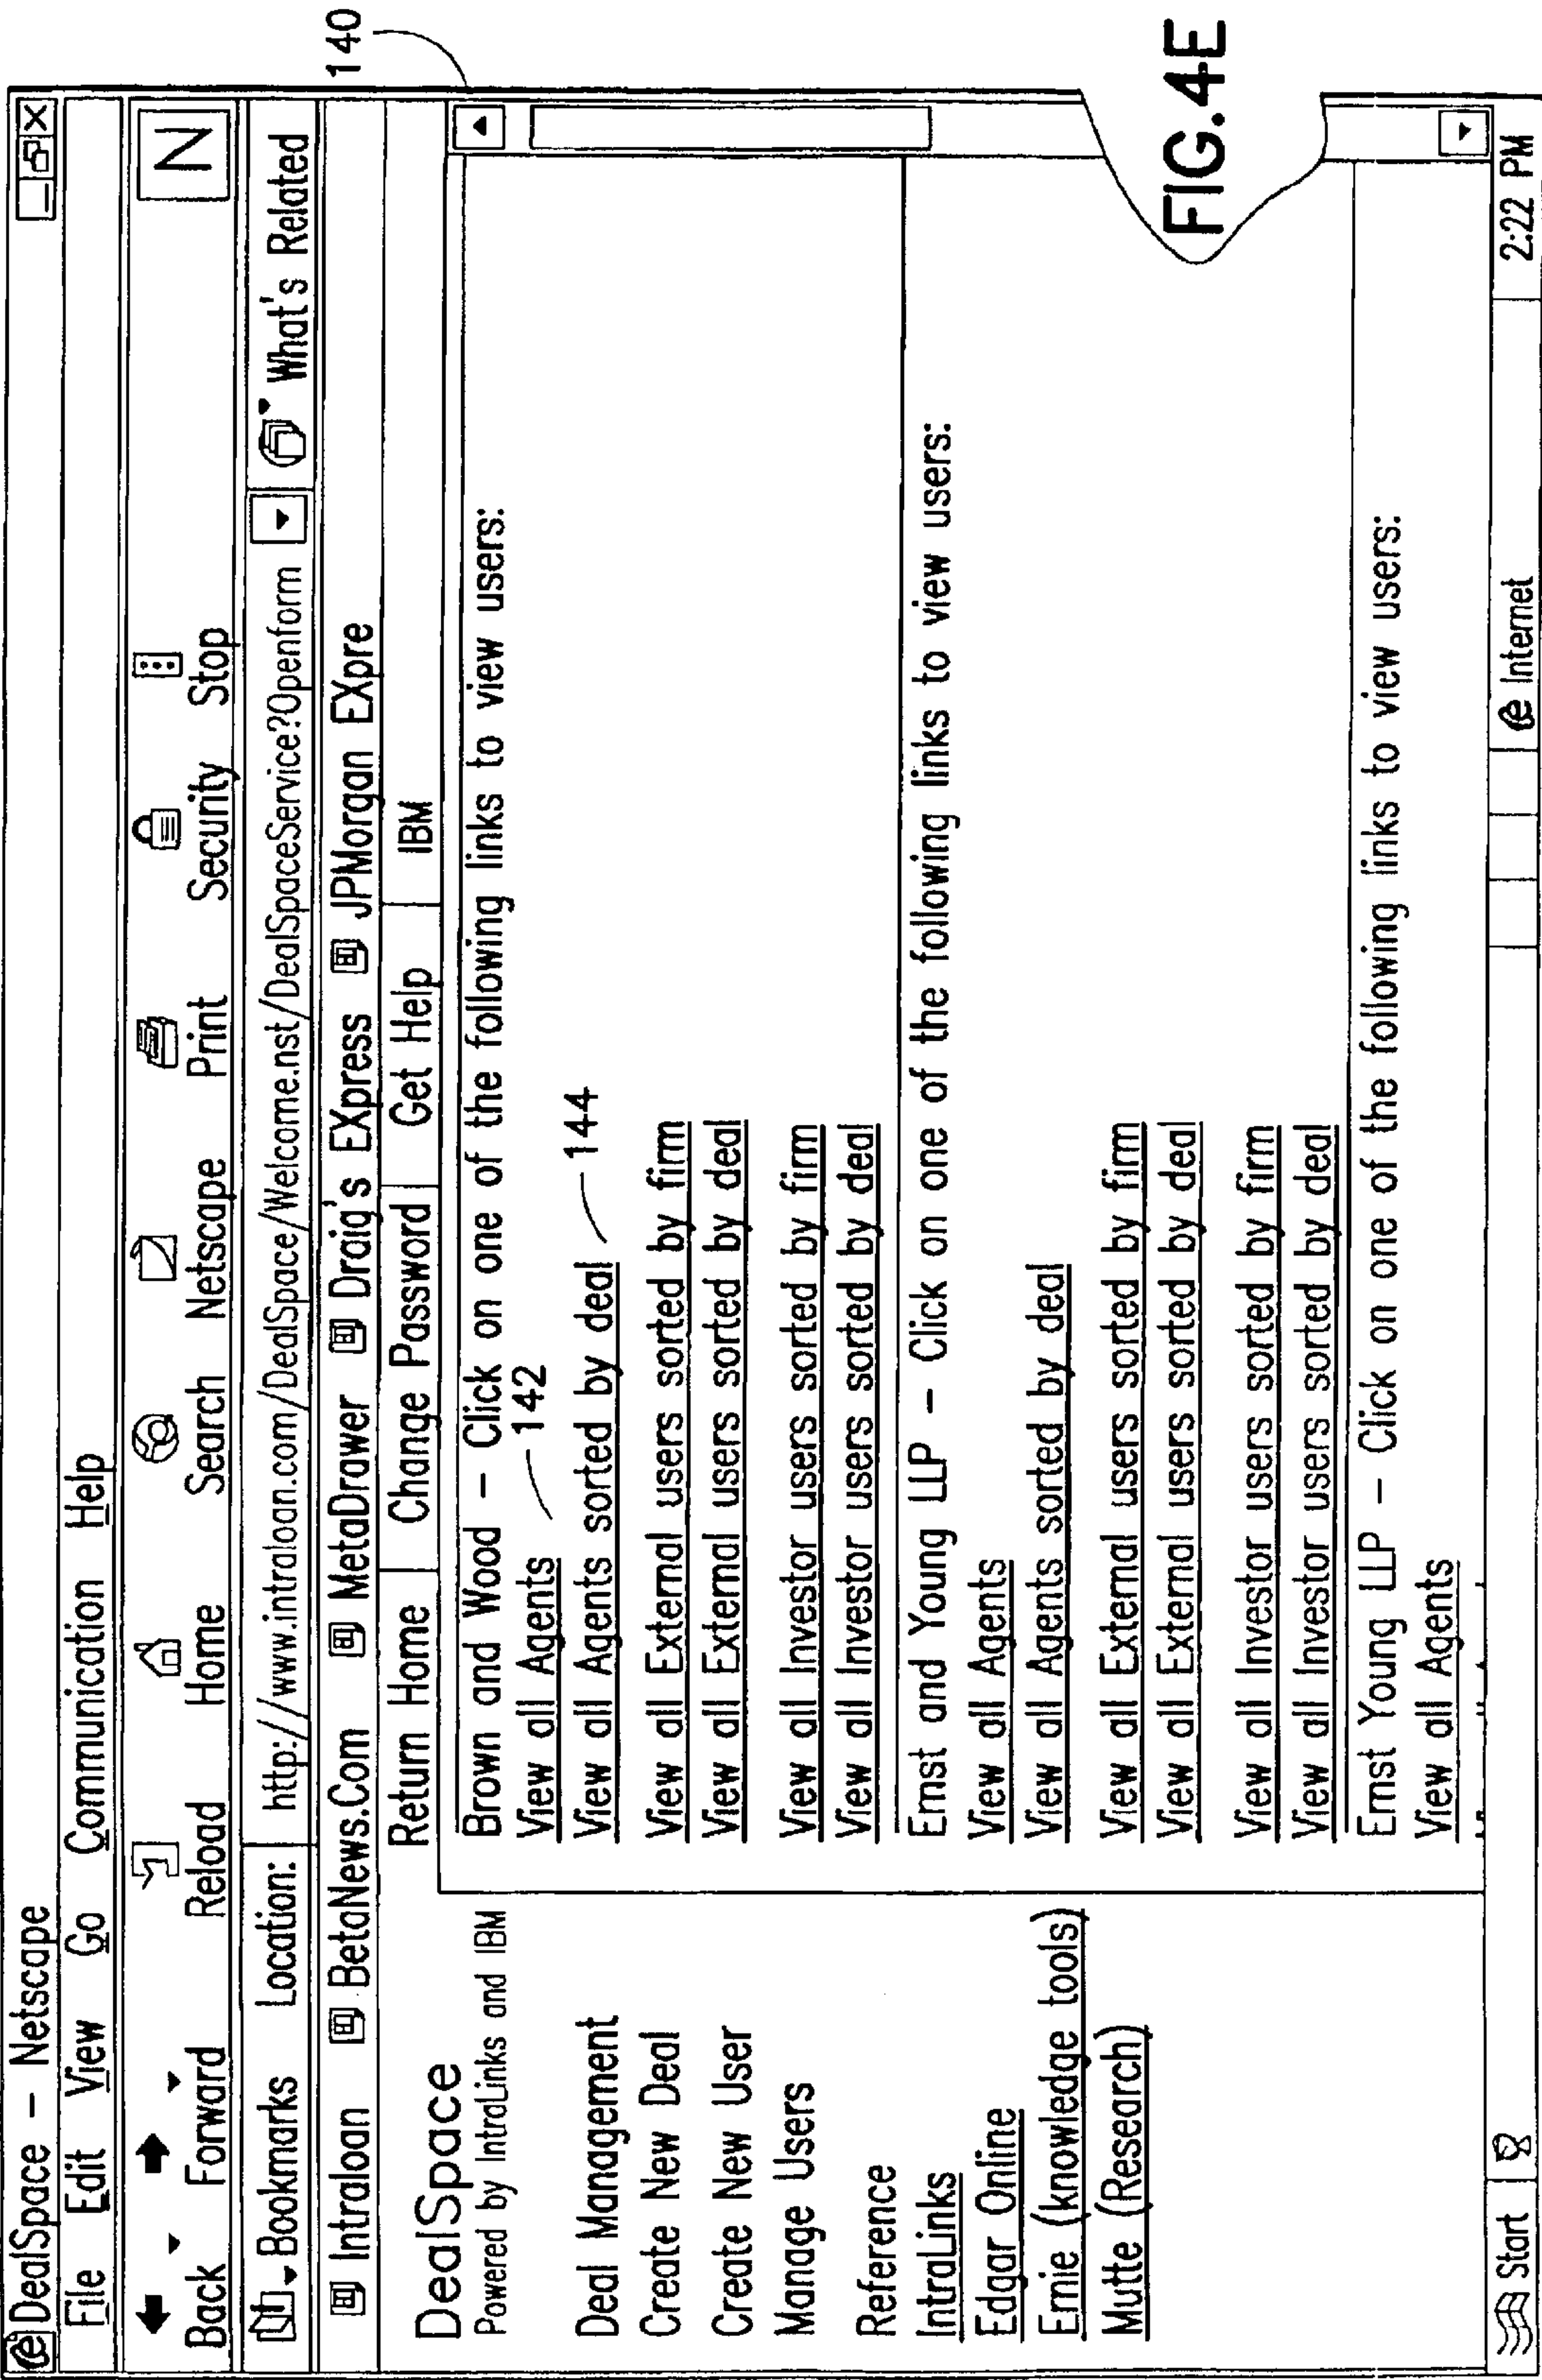 DealSpace - Netscape
File Edit View Go Communication Help
Back Forward Reload Home Search Netscape Print Security Stop
N
Bookmarks Location: http://www.intraloan.com/DealSpace/Welcome.nst/DealSpaceService?Openform What's Related
Intraloan BetaNews.Com MetaDrawer Draig's EXpress JPMorgan EXpre
140
Return Home Change Password Get Help IBM
DealSpace
Powered by IntraLinks and IBM
Deal Management
Create New Deal
Create New User
Manage Users
Reference
IntraLinks
Edgar Online
Ernie (knowledge tools)
Mutte (Research)
Brown and Wood - Click on one of the following links to view users:
View all Agents 142
View all Agents sorted by deal 144
View all External users sorted by firm
View all External users sorted by deal
View all Investor users sorted by firm
View all Investor users sorted by deal
Ernst and Young LLP - Click on one of the following links to view users:
View all Agents
View all Agents sorted by deal
View all External users sorted by firm
View all External users sorted by deal
View all Investor users sorted by firm
View all Investor users sorted by deal
Ernst Young LLP - Click on one of the following links to view users:
View all Agents
Start Internet 2:22 PM
FIG.4E